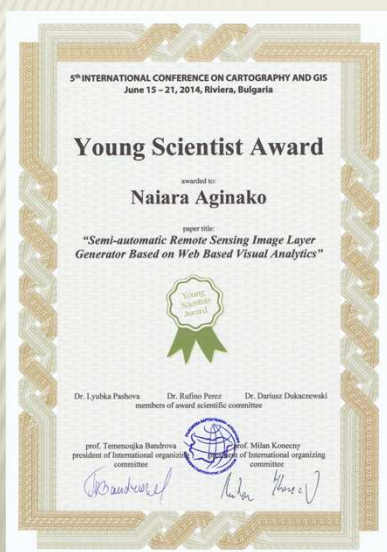 5th INTERNATIONAL CONFERENCE ON CARTOGRAPHY AND GIS
June 15 – 21, 2014, Riviera, Bulgaria
Young Scientist Award
awarded to:
Naiara Aginako
paper title:
"Semi-automatic Remote Sensing Image Layer
Generator Based on Web Based Visual Analytics"
Young
Scientists
Award
Dr. Lyubka Pashova Dr. Rufino Perez Dr. Dariusz Dukaczewski
members of award scientific committee
prof. Temenoujka Bandrova prof. Milan Konecny
president of International organizing president of International organizing
committee committee